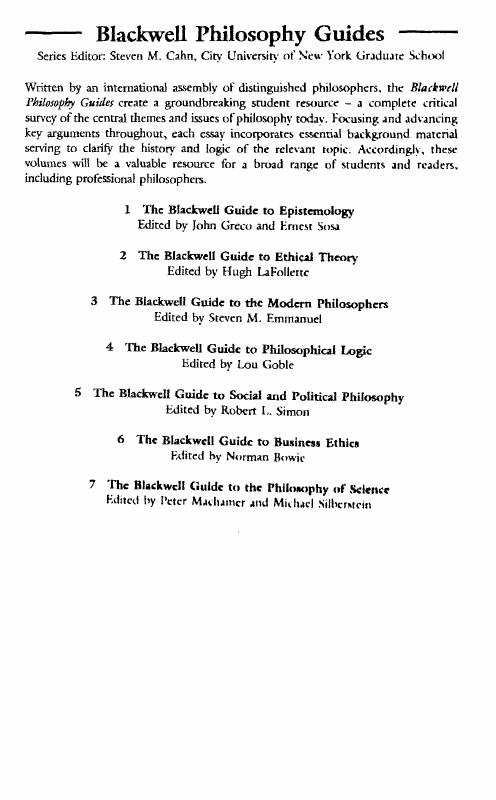 Blackwell Philosophy Guides
Series Editor: Steven M. Cahn, City University of New York Graduate School
Written by an international assembly of distinguished philosophers, the Blackwell
Philosophy Guides create a groundbreaking student resource – a complete critical
survey of the central themes and issues of philosophy today. Focusing and advancing
key arguments throughout, each essay incorporates essential background material
serving to clarify the history and logic of the relevant topic. Accordingly, these
volumes will be a valuable resource for a broad range of students and readers,
including professional philosophers.
1 The Blackwell Guide to Epistemology
Edited by John Greco and Ernest Sosa
2 The Blackwell Guide to Ethical Theory
Edited by Hugh LaFollette
3 The Blackwell Guide to the Modern Philosophers
Edited by Steven M. Emmanuel
4 The Blackwell Guide to Philosophical Logic
Edited by Lou Goble
5 The Blackwell Guide to Social and Political Philosophy
Edited by Robert L. Simon
6 The Blackwell Guide to Business Ethics
Edited by Norman Bowie
7 The Blackwell Guide to the Philosophy of Science
Edited by Peter Machamer and Michael Silberstein